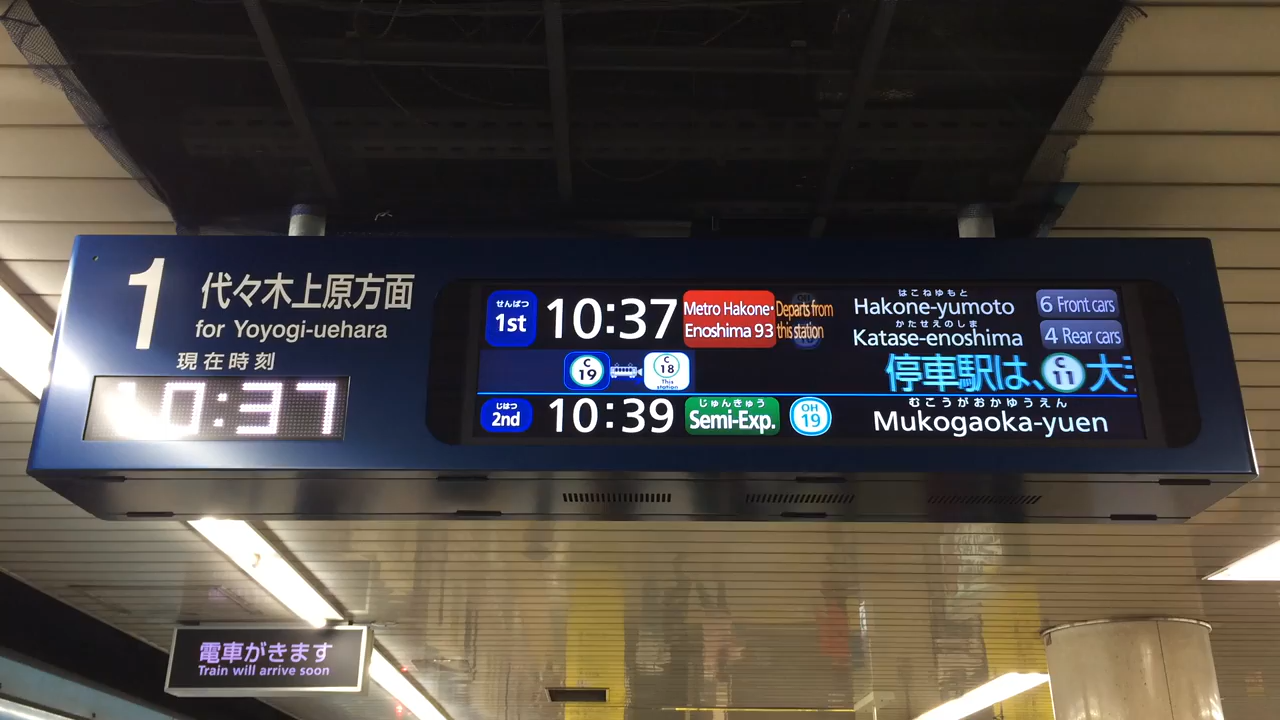 1
代々木上原方面
for Yoyogi-uehara
現在時刻
10:37
せんぱつ
1st
10:37
Metro Hakone･
Enoshima 93
Departs from
this station
はこねゆもと
Hakone-yumoto
6 Front cars
かたせえのしま
Katase-enoshima
4 Rear cars
C
19
C
18
This
station
停車駅は、
C
11
大
じはつ
2nd
10:39
じゅんきゅう
Semi-Exp.
OH
19
むこうがおかゆうえん
Mukogaoka-yuen
電車がきます
Train will arrive soon